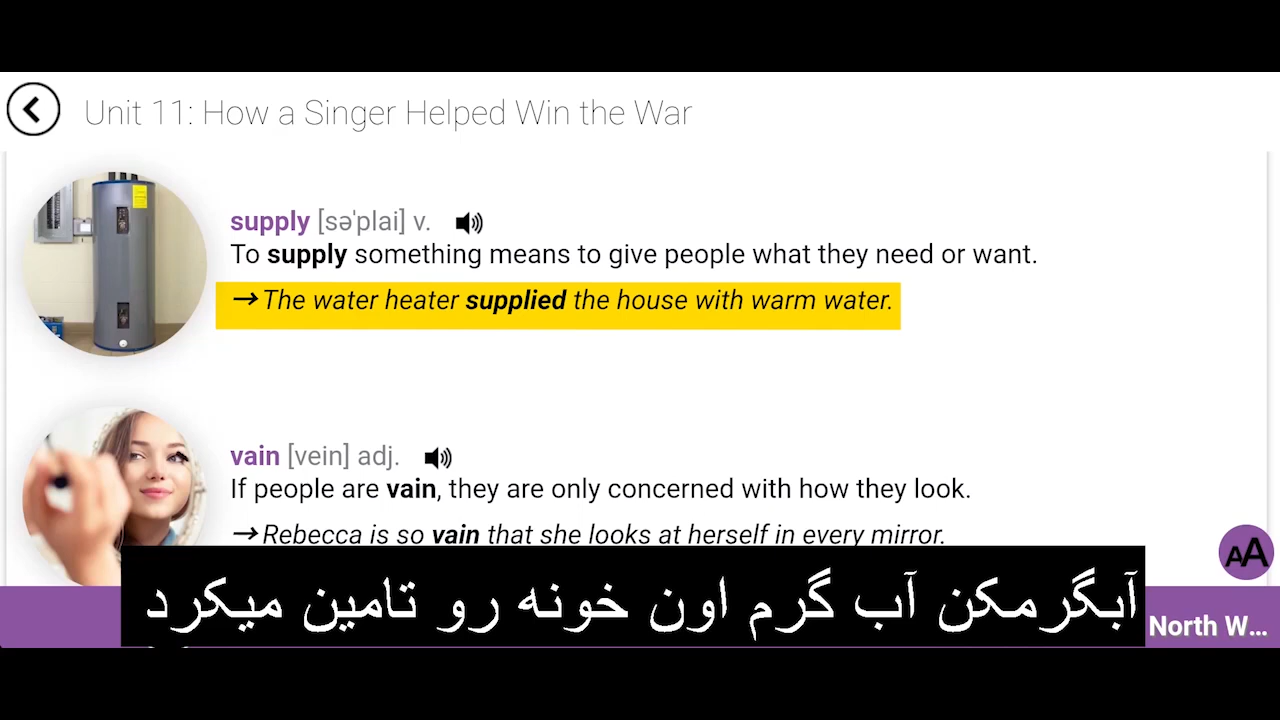 Unit 11: How a Singer Helped Win the War
supply [səˈplai] v.
To supply something means to give people what they need or want.
→ The water heater supplied the house with warm water.
vain [vein] adj.
If people are vain, they are only concerned with how they look.
→ Rebecca is so vain that she looks at herself in every mirror.
AA
آبگرمکن آب گرم اون خونه رو تامین میکرد
North W...